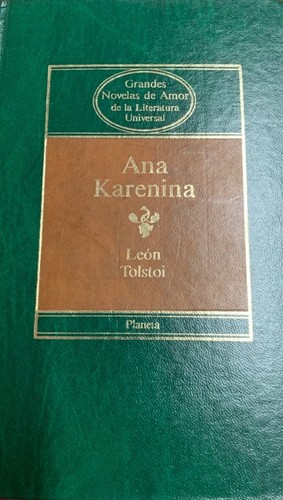 Grandes
Novelas de Amor
de la Literatura
Universal
Ana
Karenina
León
Tolstoi
Planeta